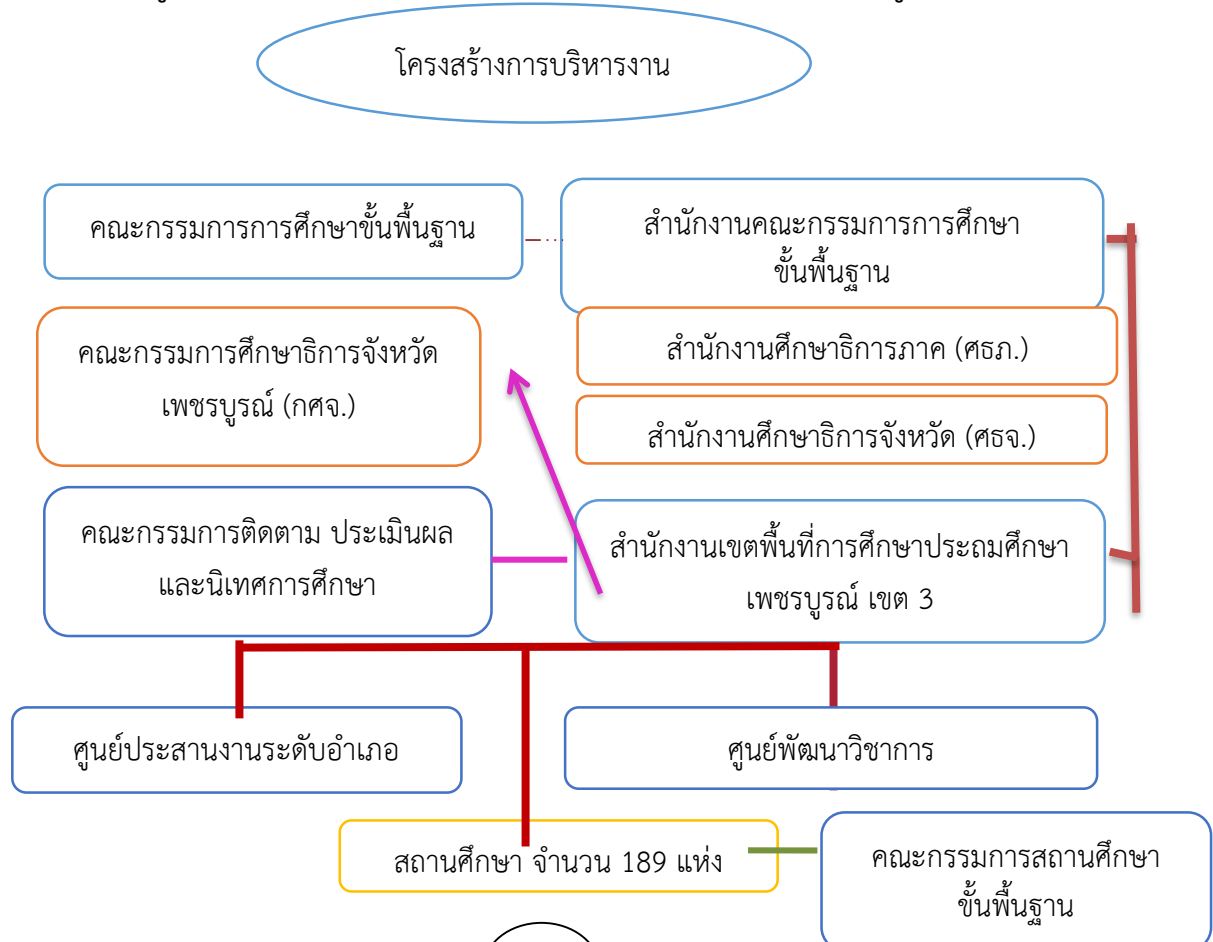 โครงสร้างการบริหารงาน
คณะกรรมการการศึกษาขั้นพื้นฐาน
สำนักงานคณะกรรมการการศึกษา
ขั้นพื้นฐาน
คณะกรรมการศึกษาธิการจังหวัด
เพชรบูรณ์ (กศจ.)
สำนักงานศึกษาธิการภาค (ศธภ.)
สำนักงานศึกษาธิการจังหวัด (ศธจ.)
คณะกรรมการติดตาม ประเมินผล
และนิเทศการศึกษา
สำนักงานเขตพื้นที่การศึกษาประถมศึกษา
เพชรบูรณ์ เขต 3
ศูนย์ประสานงานระดับอำเภอ
ศูนย์พัฒนาวิชาการ
สถานศึกษา จำนวน 189 แห่ง
คณะกรรมการสถานศึกษา
ขั้นพื้นฐาน